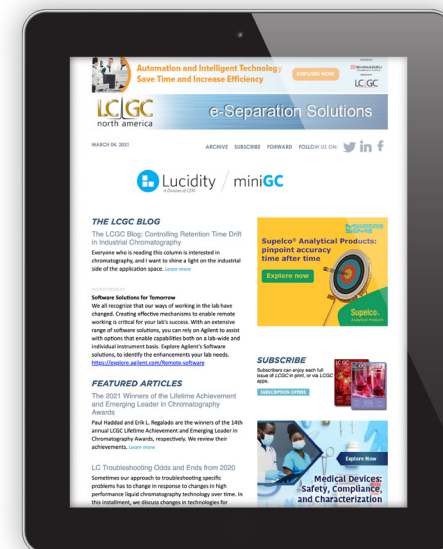 Automation and Intelligent Technology
Save Time and Increase Efficiency
EXPLORE NOW
SHIMADZU
LCGC
LCGC
north america
e-Separation Solutions
MARCH 04, 2021
ARCHIVE SUBSCRIBE FORWARD FOLLOW US ON:
Lucidity / miniGC
A Division of CEM
THE LCGC BLOG
The LCGC Blog: Controlling Retention Time Drift
in Industrial Chromatography
Everyone who is reading this column is interested in
chromatography, and I want to shine a light on the industrial
side of the application space. Learn more
ADVERTISEMENT
Software Solutions for Tomorrow
We all recognize that our ways of working in the lab have
changed. Creating effective mechanisms to enable remote
working is critical for your lab's success. With an extensive
range of software solutions, you can rely on Agilent to assist
with options that enable capabilities both on a lab-wide and
individual instrument basis. Explore Agilent's Software
solutions, to identify the enhancements your lab needs.
https://explore.agilent.com/Remote-software
FEATURED ARTICLES
The 2021 Winners of the Lifetime Achievement
and Emerging Leader in Chromatography
Awards
Paul Haddad and Erik L. Regalado are the winners of the 14th
annual LCGC Lifetime Achievement and Emerging Leader in
Chromatography Awards, respectively. We review their
achievements. Learn more
LC Troubleshooting Odds and Ends from 2020
Sometimes our approach to troubleshooting specific
problems has to change in response to changes in high
performance liquid chromatography technology over time. In
this installment, we discuss changes in technologies for
Supelco® Analytical Products:
pinpoint accuracy
time after time
Explore now
Supelco.
Analytical Products
SUBSCRIBE
Subscribers can enjoy each full
issue of LCGC in print, or via LCGC
apps.
SUBSCRIPTION OFFERS
LCGC
LCGC
Explore Now
Medical Devices:
Safety, Compliance,
and Characterization